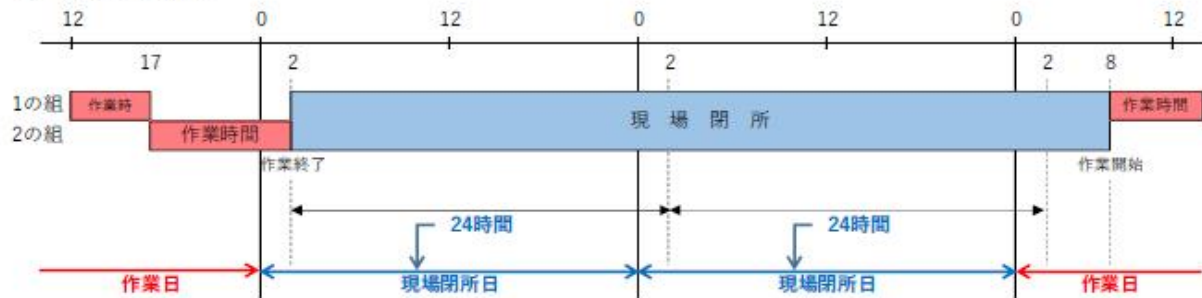 12 0 12 0 12 0 12
17 2 2 2 8
1の組 作業時 現場閉所 作業時間
2の組 作業時間
作業終了 作業開始
24時間 24時間
作業日 現場閉所日 現場閉所日 作業日